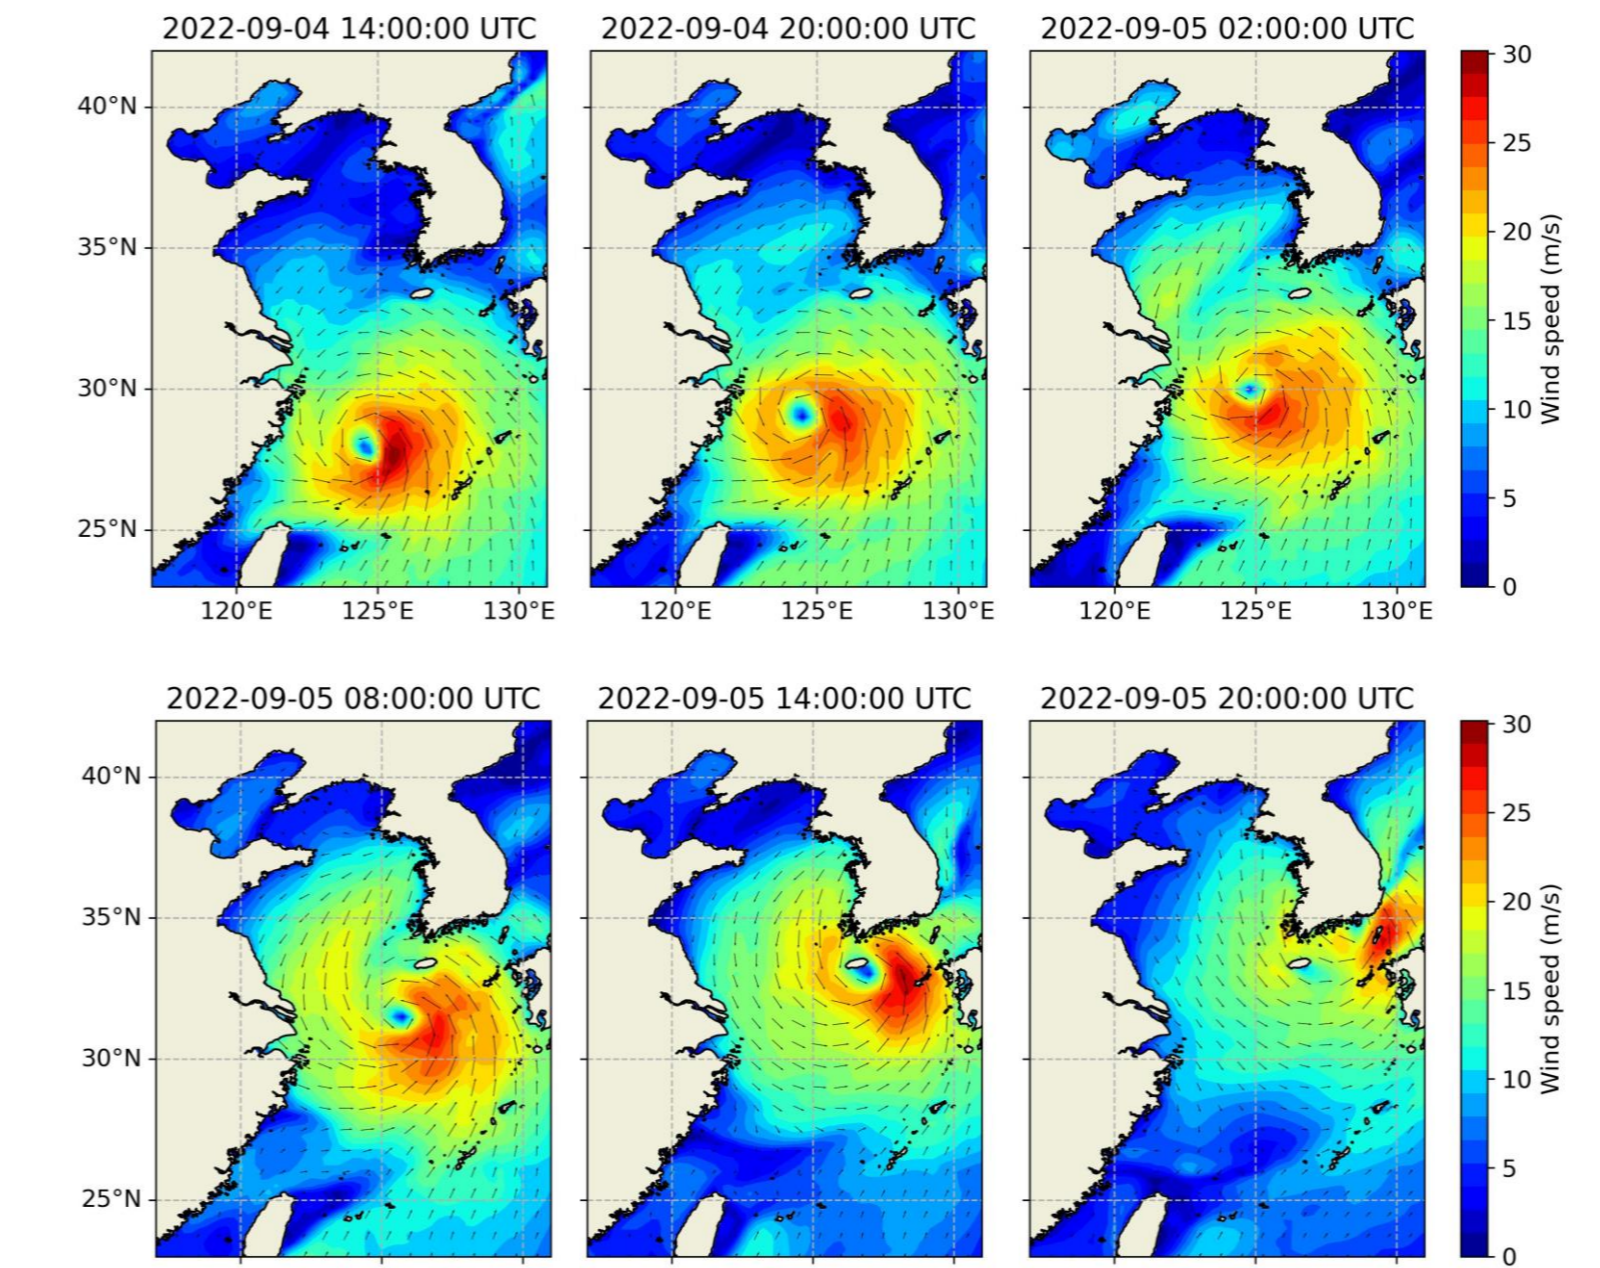 2022-09-04 14:00:00 UTC
2022-09-04 20:00:00 UTC
2022-09-05 02:00:00 UTC
40°N
35°N
30°N
25°N
120°E
125°E
130°E
120°E
125°E
130°E
120°E
125°E
130°E
30
25
20
15
10
5
0
Wind speed (m/s)
2022-09-05 08:00:00 UTC
2022-09-05 14:00:00 UTC
2022-09-05 20:00:00 UTC
40°N
35°N
30°N
25°N
30
25
20
15
10
5
0
Wind speed (m/s)